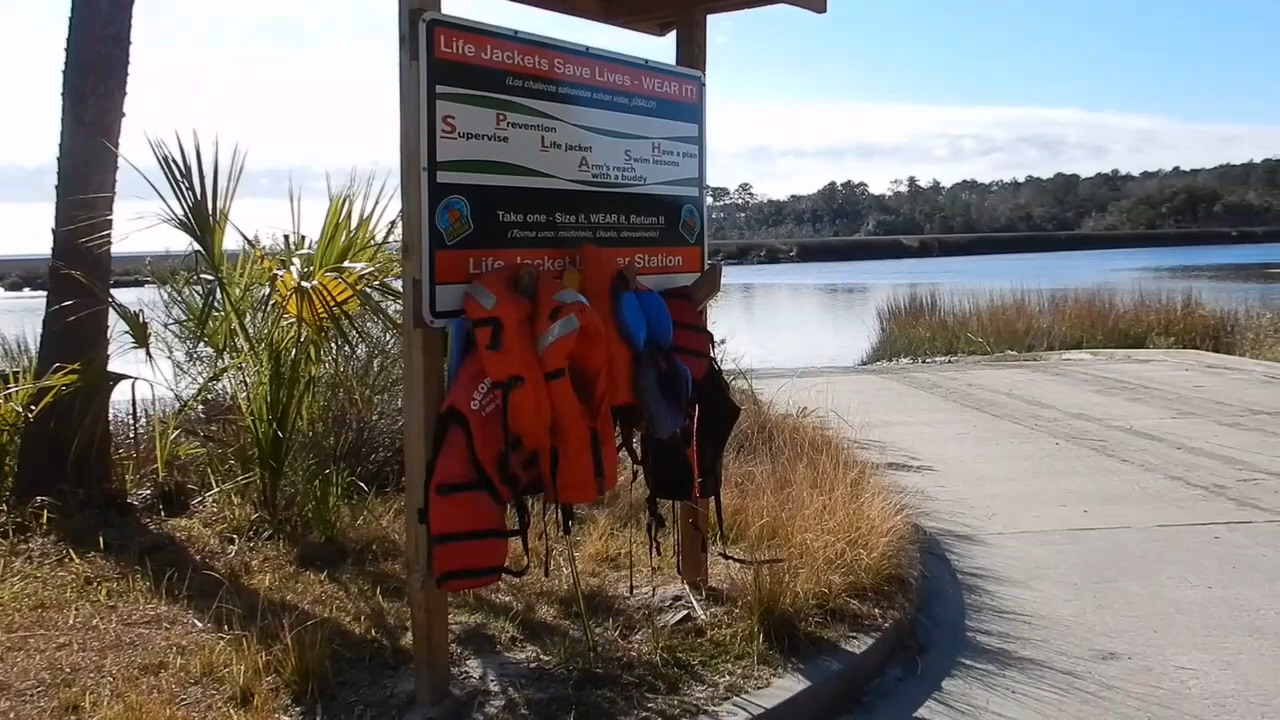 Life Jackets Save Lives - WEAR IT!
(Los chalecos salvavidas salvan vidas. ¡ÚSALO!)
Supervise
Prevention
Life jacket
Arm's reach
with a buddy
Swim lessons
Have a plan
Take one - Size it, WEAR it, Return It
(Toma uno: mídetelo, Úsalo, devuélvelo)
Life Jacket L ar Station
GEOR